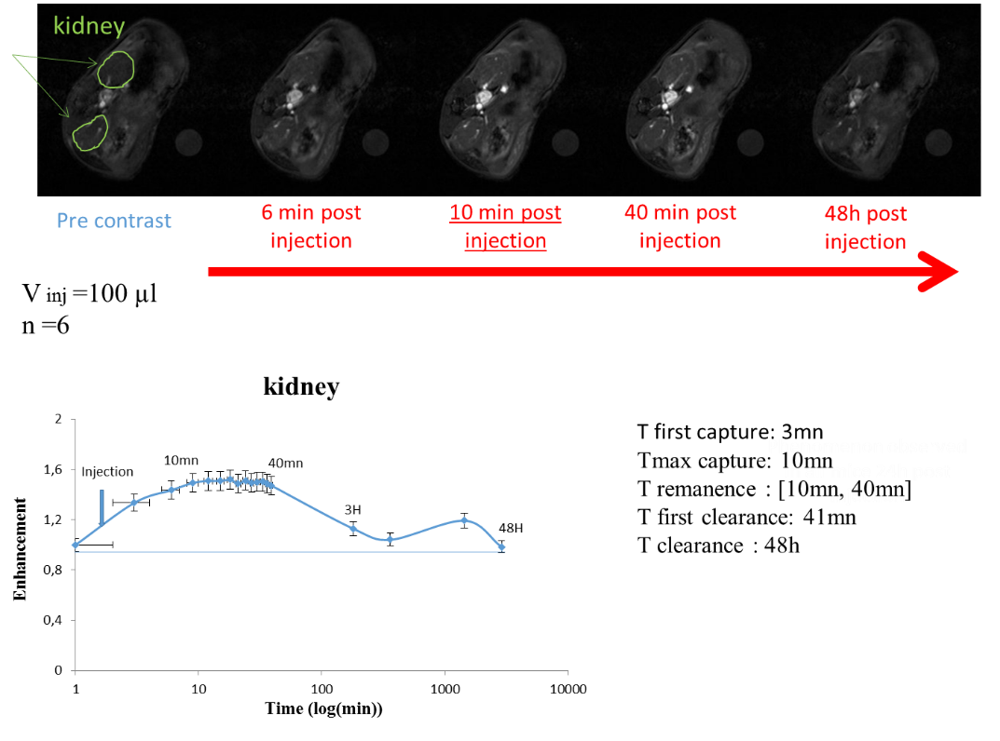 kidney
Pre contrast
6 min post
injection
10 min post
injection
40 min post
injection
48h post
injection
V inj =100 µl
n =6
kidney
Enhancement
2
1,6
1,2
0,8
0,4
0
Injection
10mn
40mn
3H
48H
1
10
100
1000
10000
Time (log(min))
T first capture: 3mn
Tmax capture: 10mn
T remanence : [10mn, 40mn]
T first clearance: 41mn
T clearance : 48h